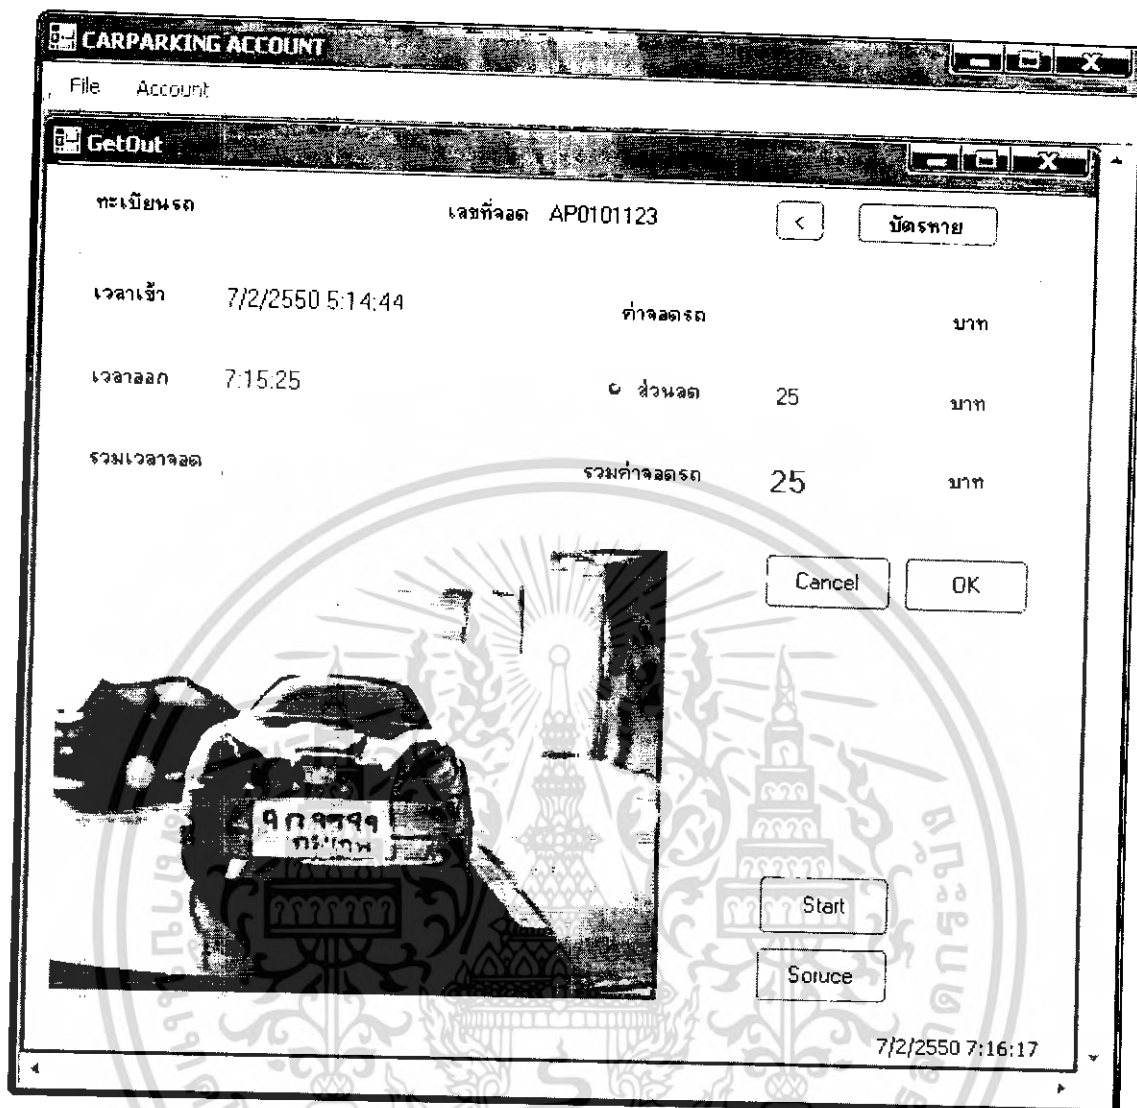 CARPARKING ACCOUNT
File Account
GetOut
ทะเบียนรถ เลขที่จอด AP0101123 < บัตรหาย
เวลาเข้า 7/2/2550 5:14:44 ค่าจอดรถ บาท
เวลาออก 7:15:25 ส่วนลด 25 บาท
รวมเวลาจอด รวมค่าจอดรถ 25 บาท
Cancel OK
Start
Soruce
7/2/2550 7:16:17